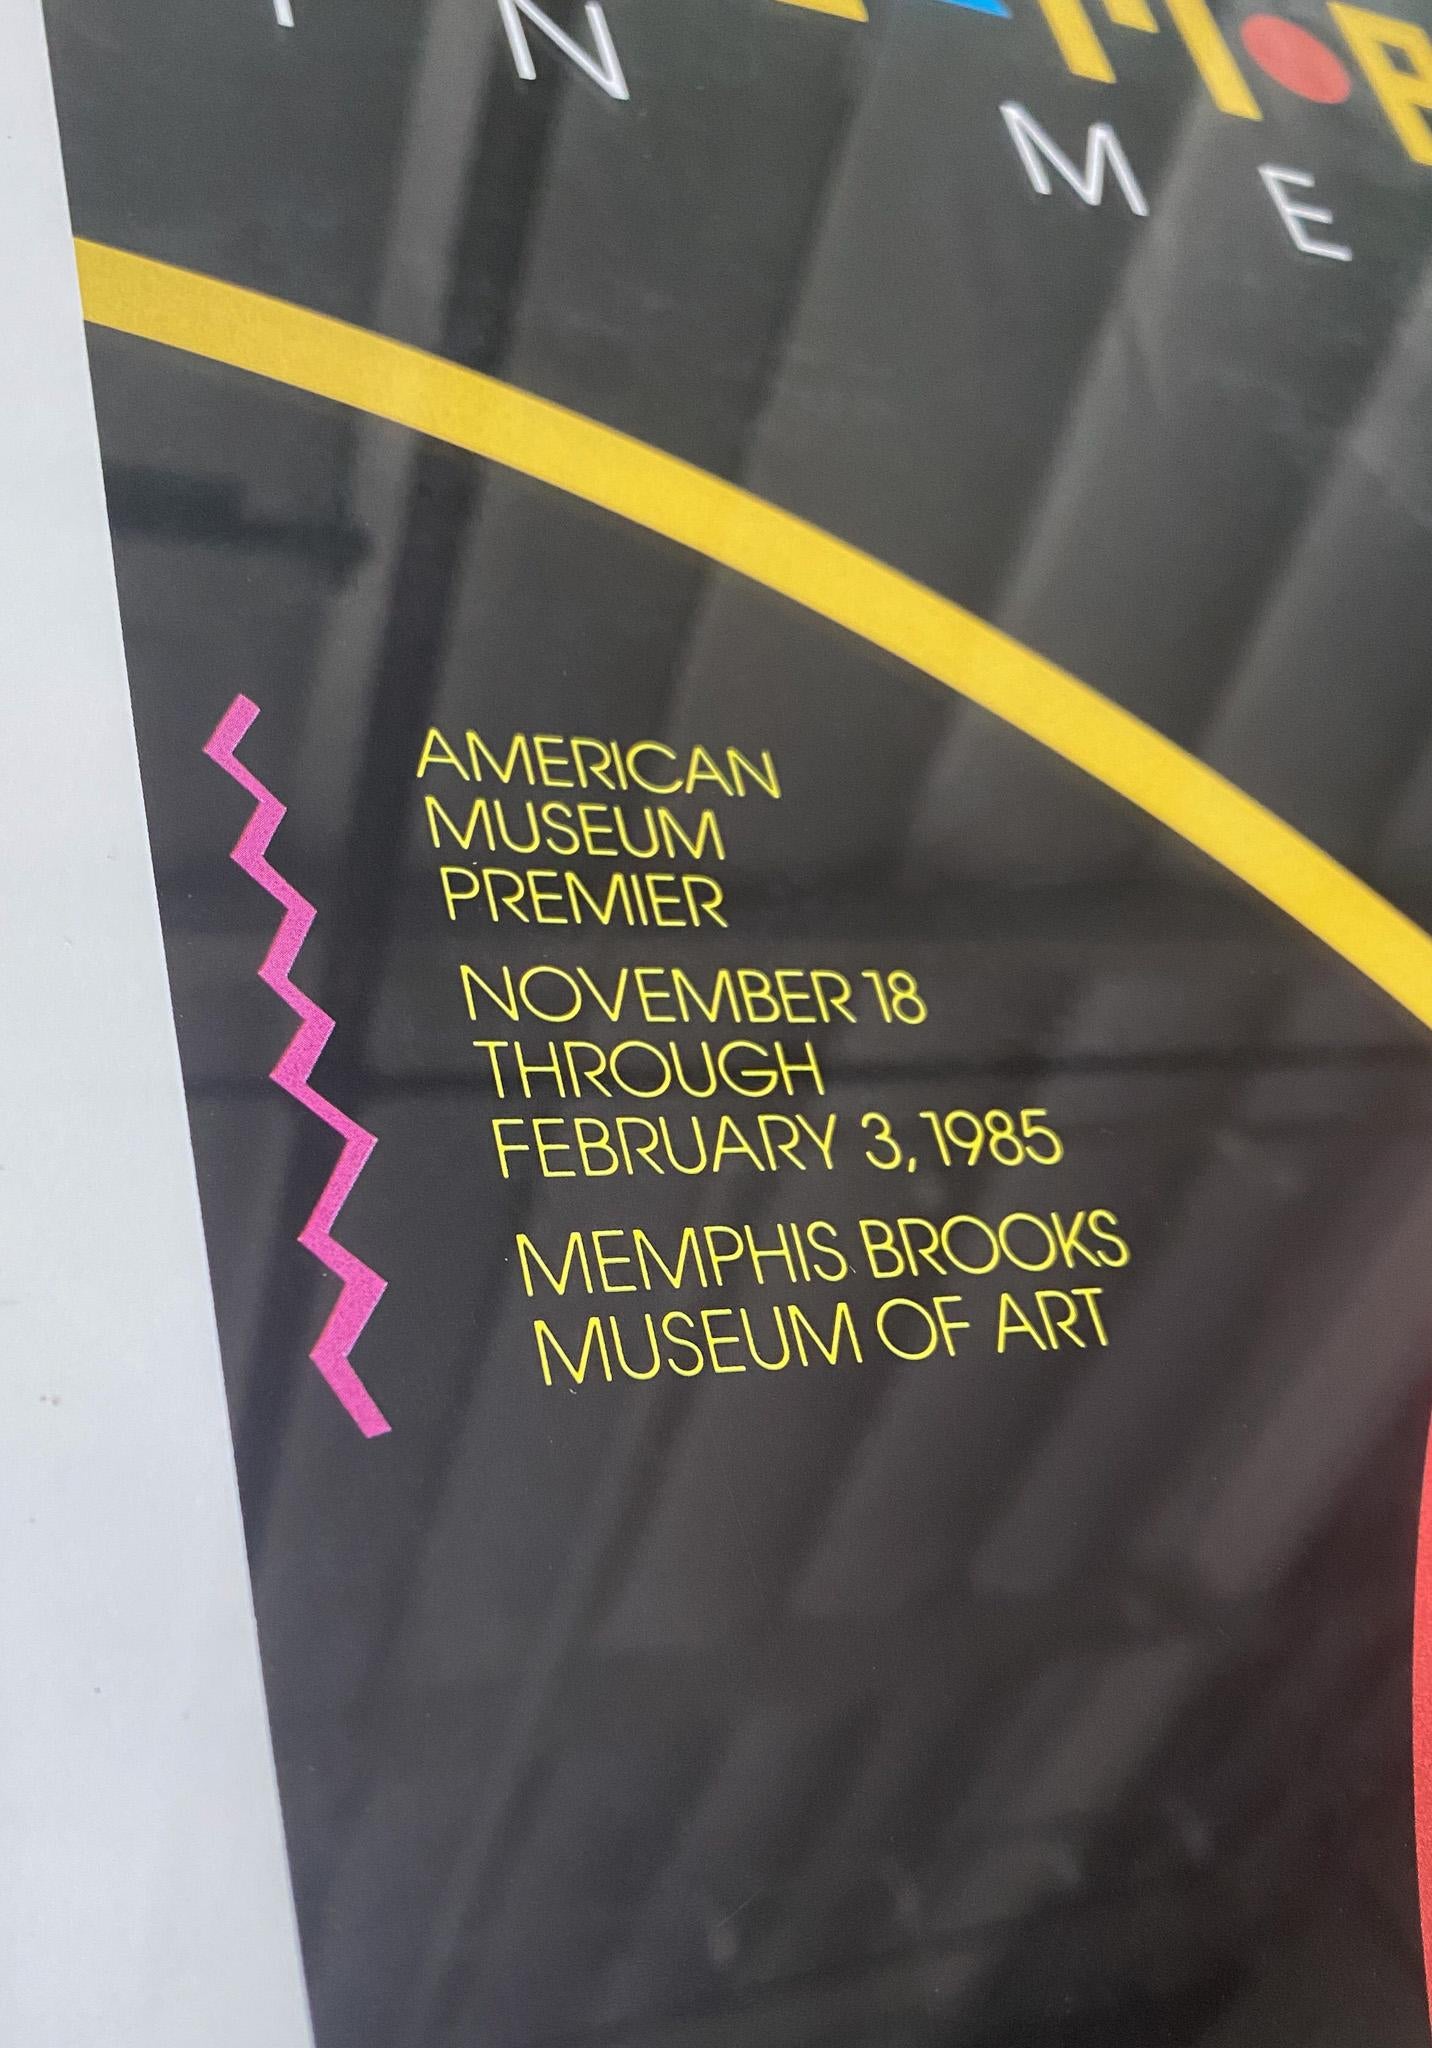 N M E
AMERICAN
MUSEUM
PREMIER
NOVEMBER 18
THROUGH
FEBRUARY 3, 1985
MEMPHIS BROOKS
MUSEUM OF ART